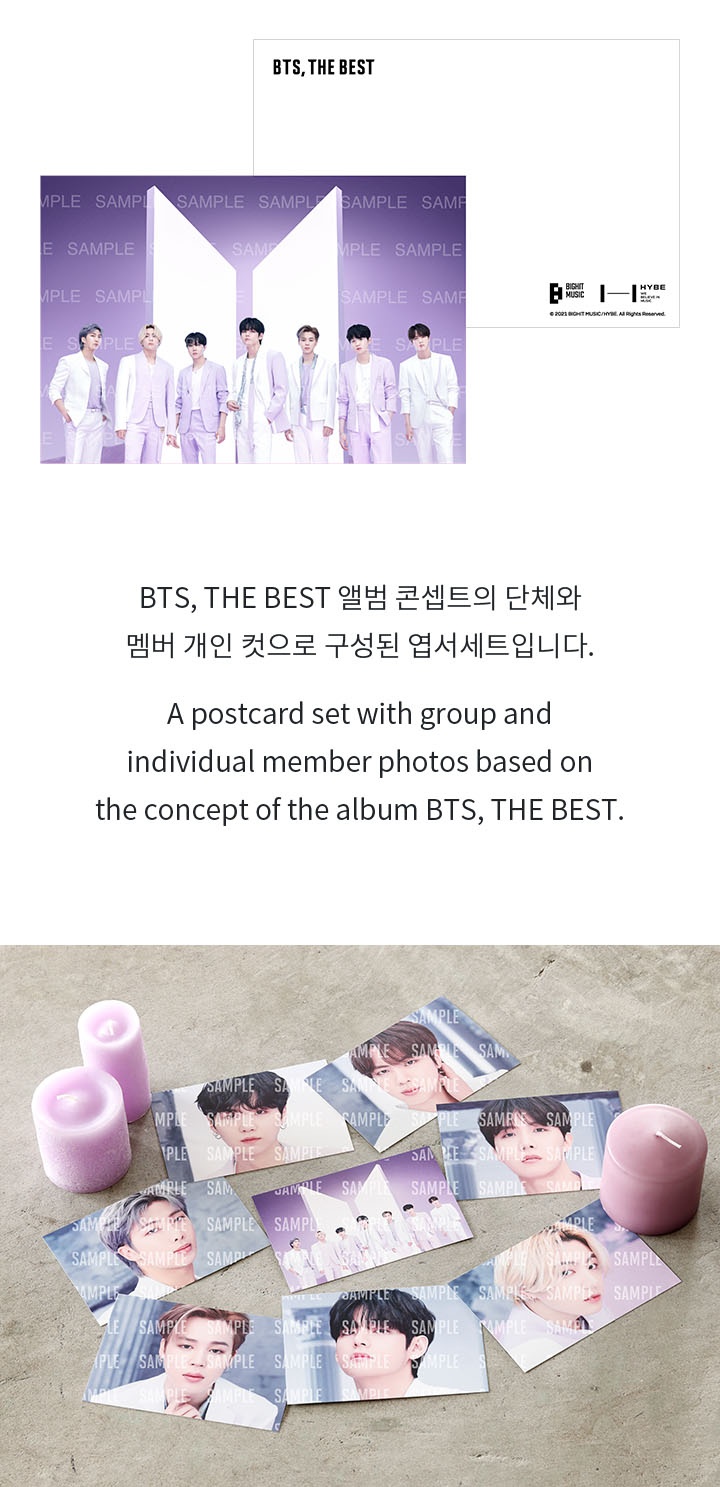 BTS, THE BEST
SAMPLE SAMPLE SAMPLE SAMPLE SAMPLE
SAMPLE SAMPLE SAMPLE SAMPLE
SAMPLE SAMPLE SAMPLE SAMPLE
BIGHIT MUSIC HYBE
WE BELIEVE IN MUSIC
© 2021 BIGHIT MUSIC/HYBE. All Rights Reserved.
BTS, THE BEST 앨범 콘셉트의 단체와
멤버 개인 컷으로 구성된 엽서세트입니다.
A postcard set with group and
individual member photos based on
the concept of the album BTS, THE BEST.
SAMPLE
SAMPLE SAMPLE SAMPLE
SAMPLE SAMPLE SAMPLE
SAMPLE SAMPLE SAMPLE
SAMPLE SAMPLE SAMPLE